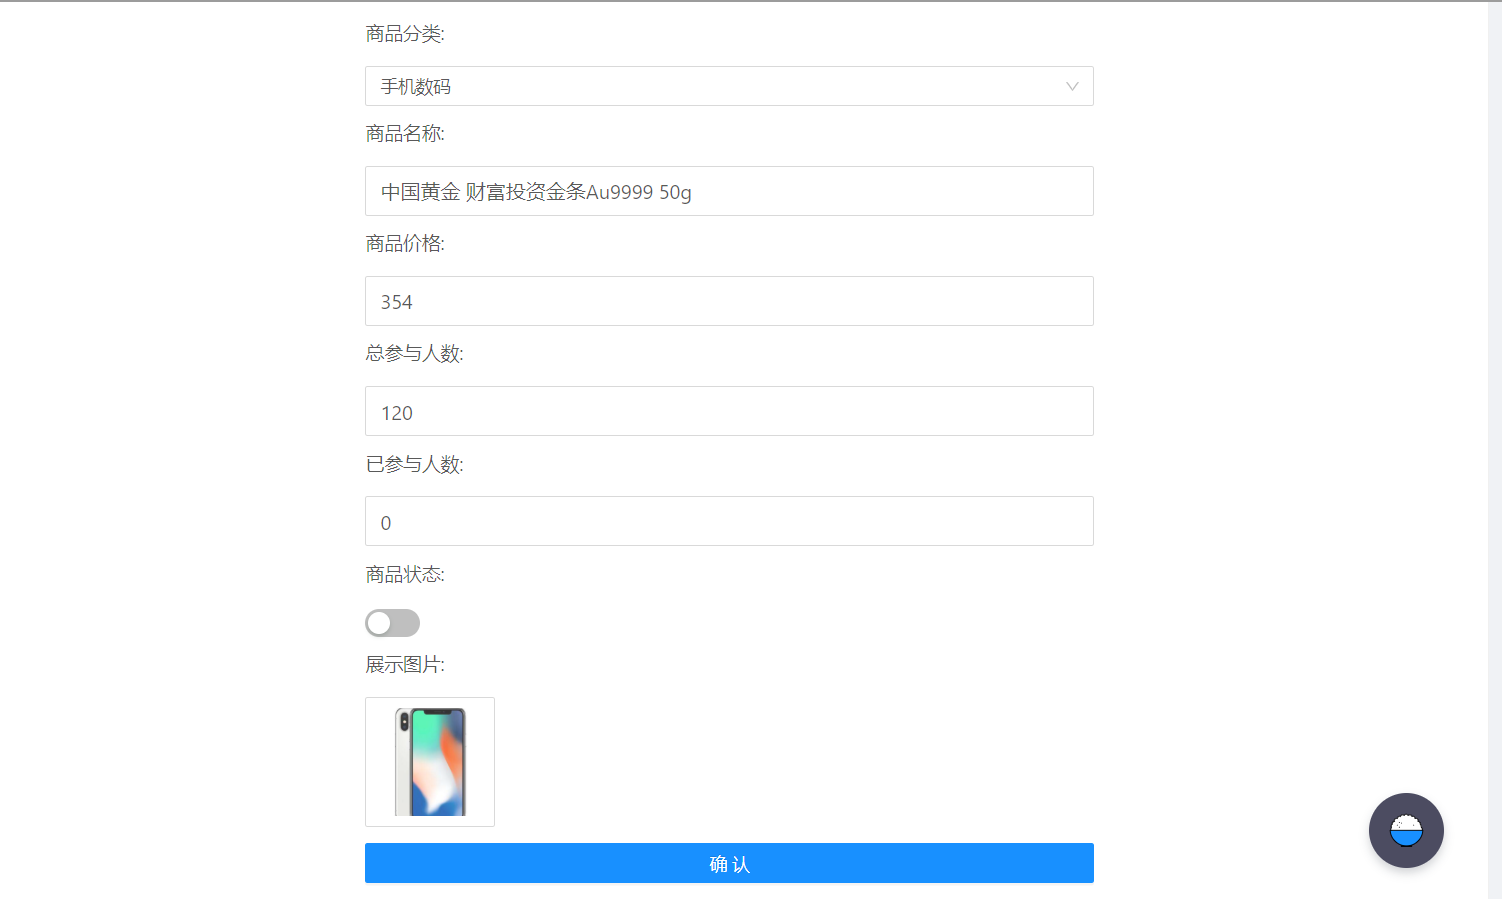 商品分类:
手机数码
商品名称:
中国黄金 财富投资金条Au9999 50g
商品价格:
354
总参与人数:
120
已参与人数:
0
商品状态:
展示图片:
确认